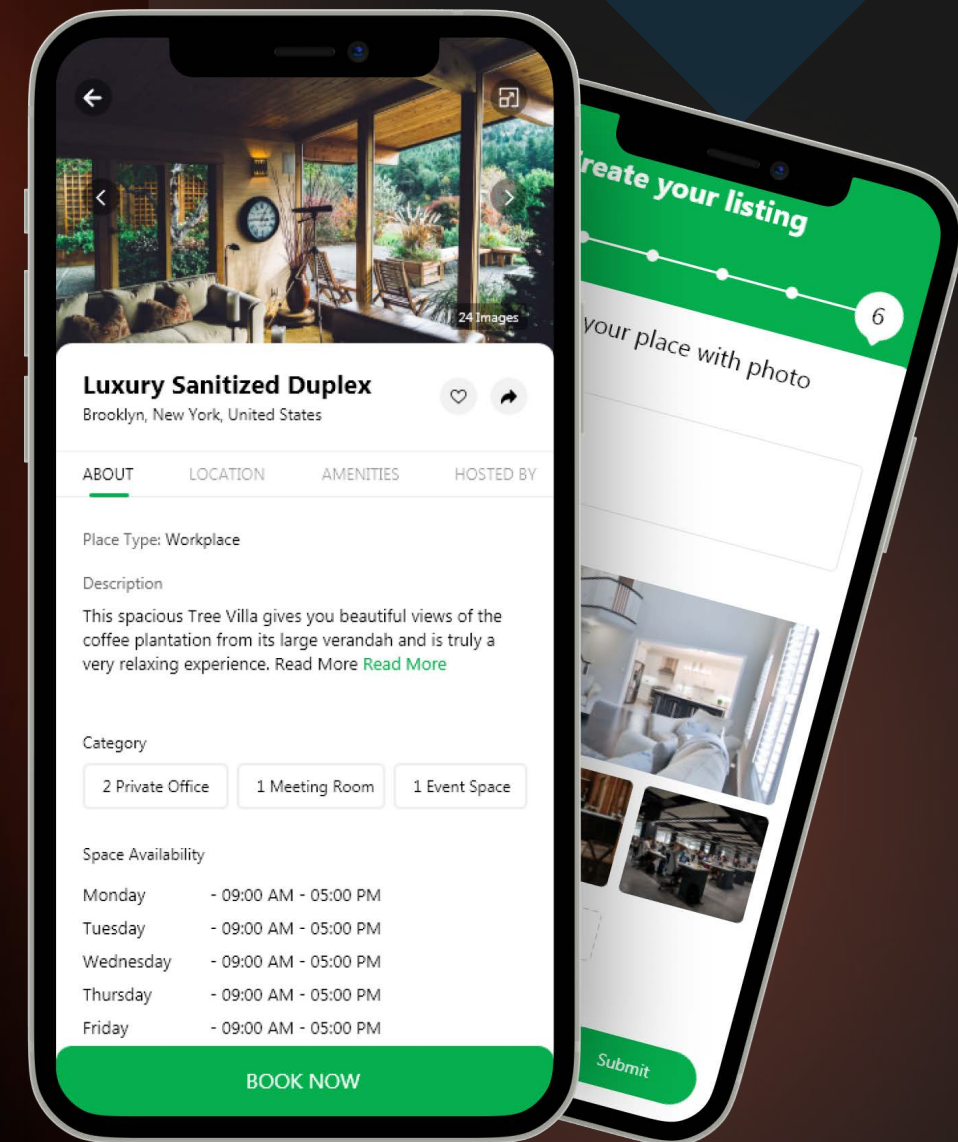 24 Images
Luxury Sanitized Duplex
Brooklyn, New York, United States
ABOUT LOCATION AMENITIES HOSTED BY
Place Type: Workplace
Description
This spacious Tree Villa gives you beautiful views of the
coffee plantation from its large verandah and is truly a
very relaxing experience. Read More Read More
Category
2 Private Office 1 Meeting Room 1 Event Space
Space Availability
Monday - 09:00 AM - 05:00 PM
Tuesday - 09:00 AM - 05:00 PM
Wednesday - 09:00 AM - 05:00 PM
Thursday - 09:00 AM - 05:00 PM
Friday - 09:00 AM - 05:00 PM
BOOK NOW
your listing
6
your place with photo
Submit